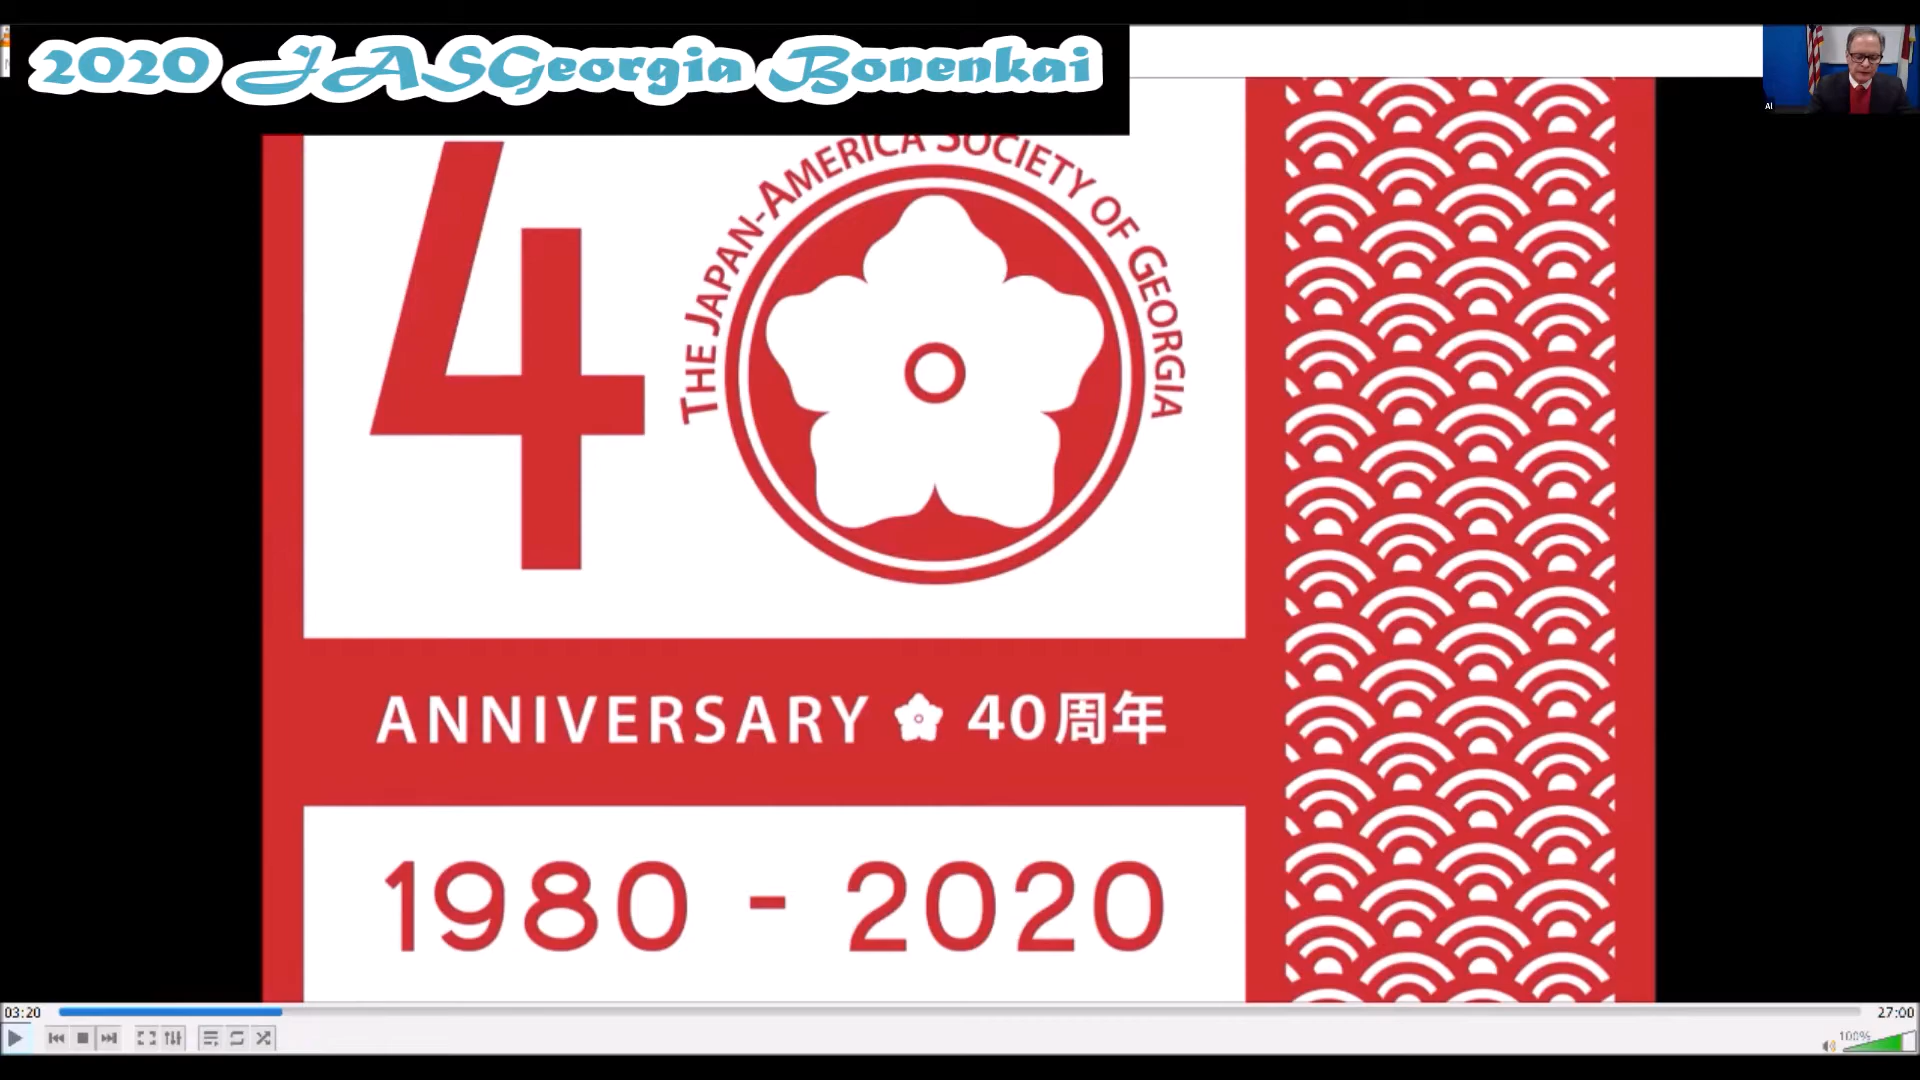 2020 JASGeorgia Bonenkai
Al
THE JAPAN-AMERICA SOCIETY OF GEORGIA
4
ANNIVERSARY 40周年
1980 - 2020
03:20
27:00
100%